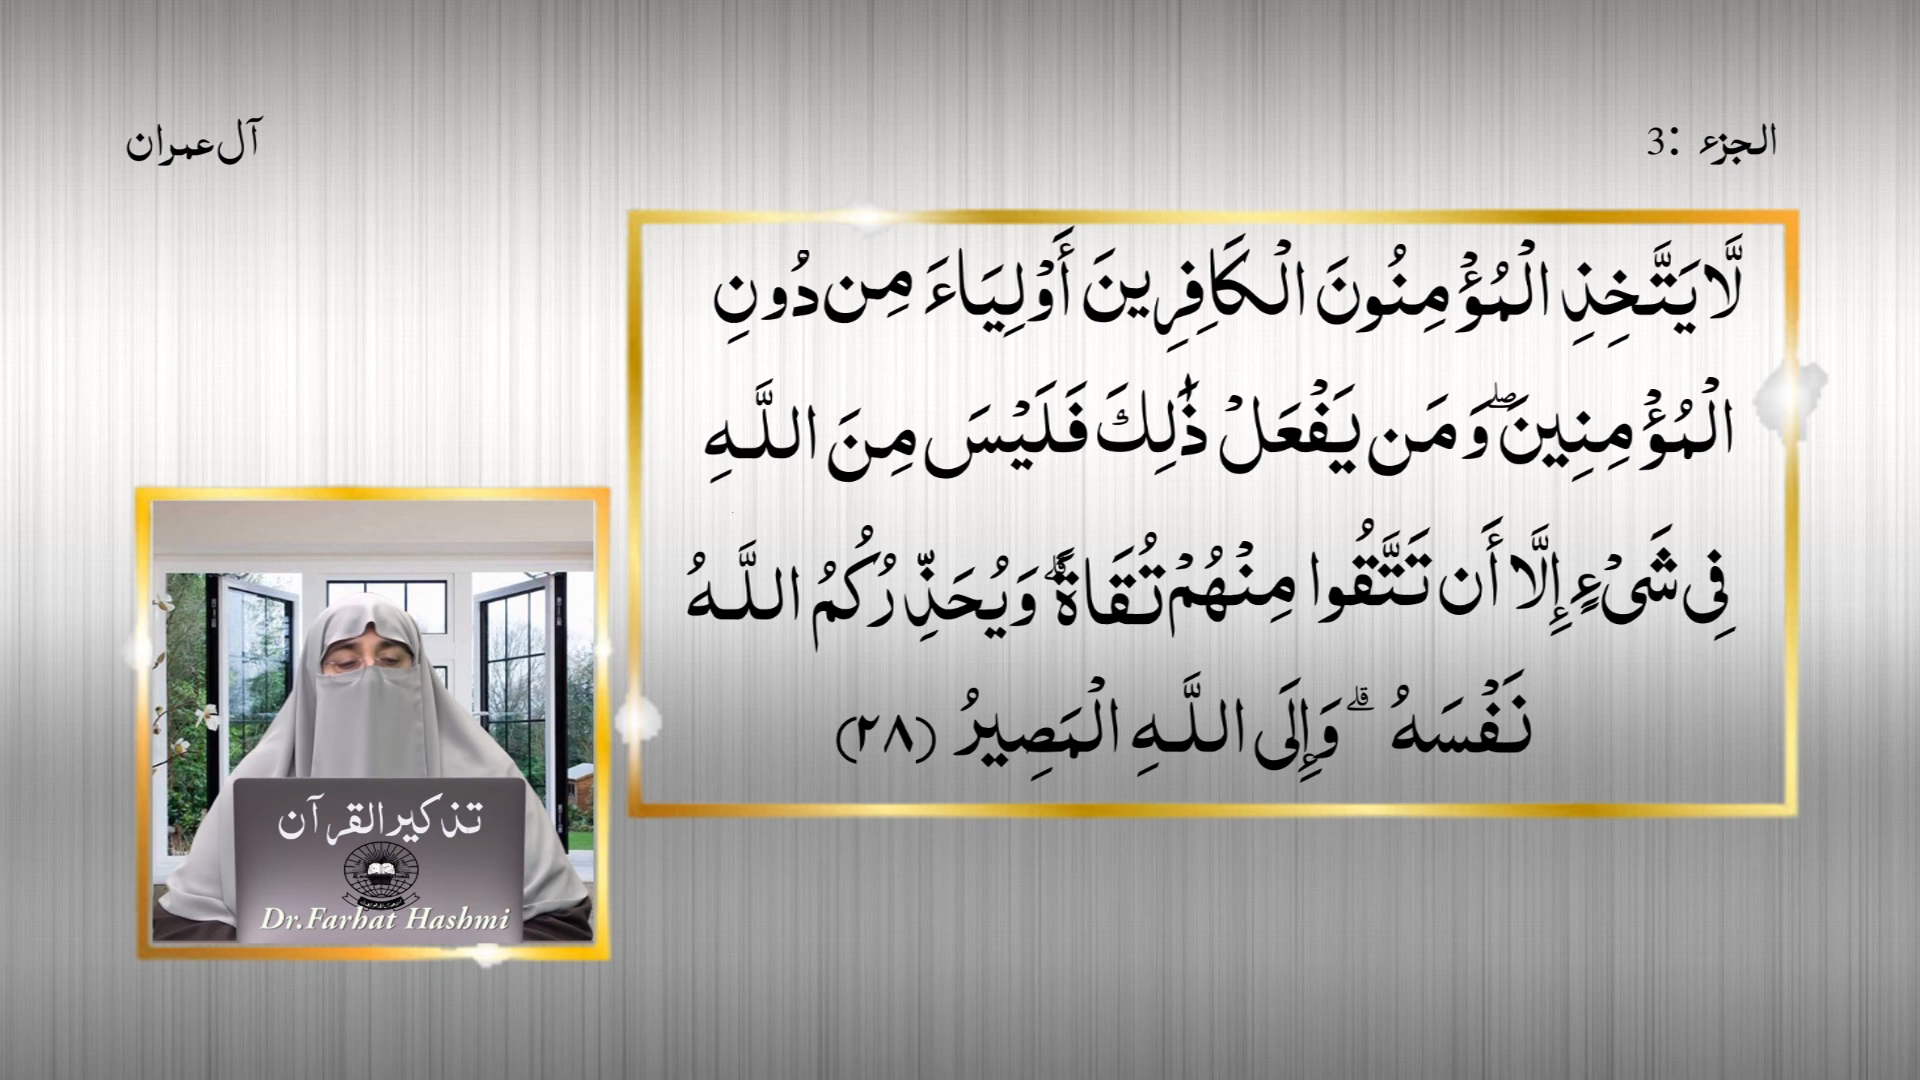 الجزء :3
آل عمران
لَّا يَتَّخِذِ الْمُؤْمِنُونَ الْكَافِرِينَ أَوْلِيَاءَ مِن دُونِ
الْمُؤْمِنِينَ ۖ وَمَن يَفْعَلْ ذَٰلِكَ فَلَيْسَ مِنَ اللَّهِ
فِي شَيْءٍ إِلَّا أَن تَتَّقُوا مِنْهُمْ تُقَاةً ۗ وَيُحَذِّرُكُمُ اللَّهُ
نَفْسَهُ ۗ وَإِلَى اللَّهِ الْمَصِيرُ (٢٨)
تذكير القرآن
Dr.Farhat Hashmi